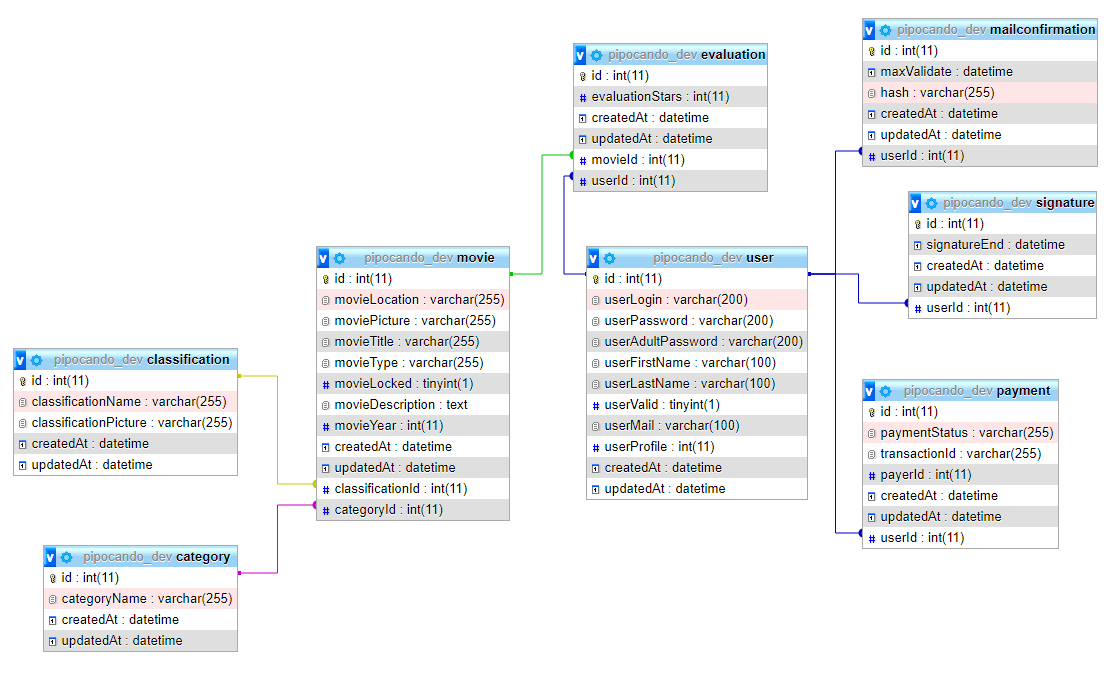 pipocando_dev mailconfirmation
id : int(11)
maxValidate : datetime
hash : varchar(255)
createdAt : datetime
updatedAt : datetime
userId : int(11)
pipocando_dev evaluation
id : int(11)
evaluationStars : int(11)
createdAt : datetime
updatedAt : datetime
movieId : int(11)
userId : int(11)
pipocando_dev signature
id : int(11)
signatureEnd : datetime
createdAt : datetime
updatedAt : datetime
userId : int(11)
pipocando_dev movie
id : int(11)
movieLocation : varchar(255)
moviePicture : varchar(255)
movieTitle : varchar(255)
movieType : varchar(255)
movieLocked : tinyint(1)
movieDescription : text
movieYear : int(11)
createdAt : datetime
updatedAt : datetime
classificationId : int(11)
categoryId : int(11)
pipocando_dev user
id : int(11)
userLogin : varchar(200)
userPassword : varchar(200)
userAdultPassword : varchar(200)
userFirstName : varchar(100)
userLastName : varchar(100)
userValid : tinyint(1)
userMail : varchar(100)
userProfile : int(11)
createdAt : datetime
updatedAt : datetime
pipocando_dev classification
id : int(11)
classificationName : varchar(255)
classificationPicture : varchar(255)
createdAt : datetime
updatedAt : datetime
pipocando_dev payment
id : int(11)
paymentStatus : varchar(255)
transactionId : varchar(255)
payerId : int(11)
createdAt : datetime
updatedAt : datetime
userId : int(11)
pipocando_dev category
id : int(11)
categoryName : varchar(255)
createdAt : datetime
updatedAt : datetime